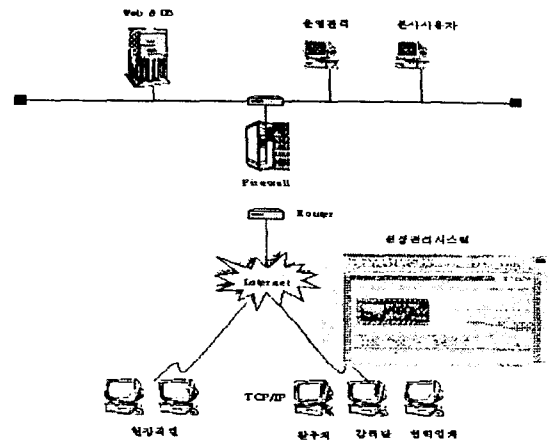 Web & DB
운영관리
본사사용자
Firewall
Router
현장관리시스템
Internet
TCP/IP
현장직원
발주처
감리단
협력업체